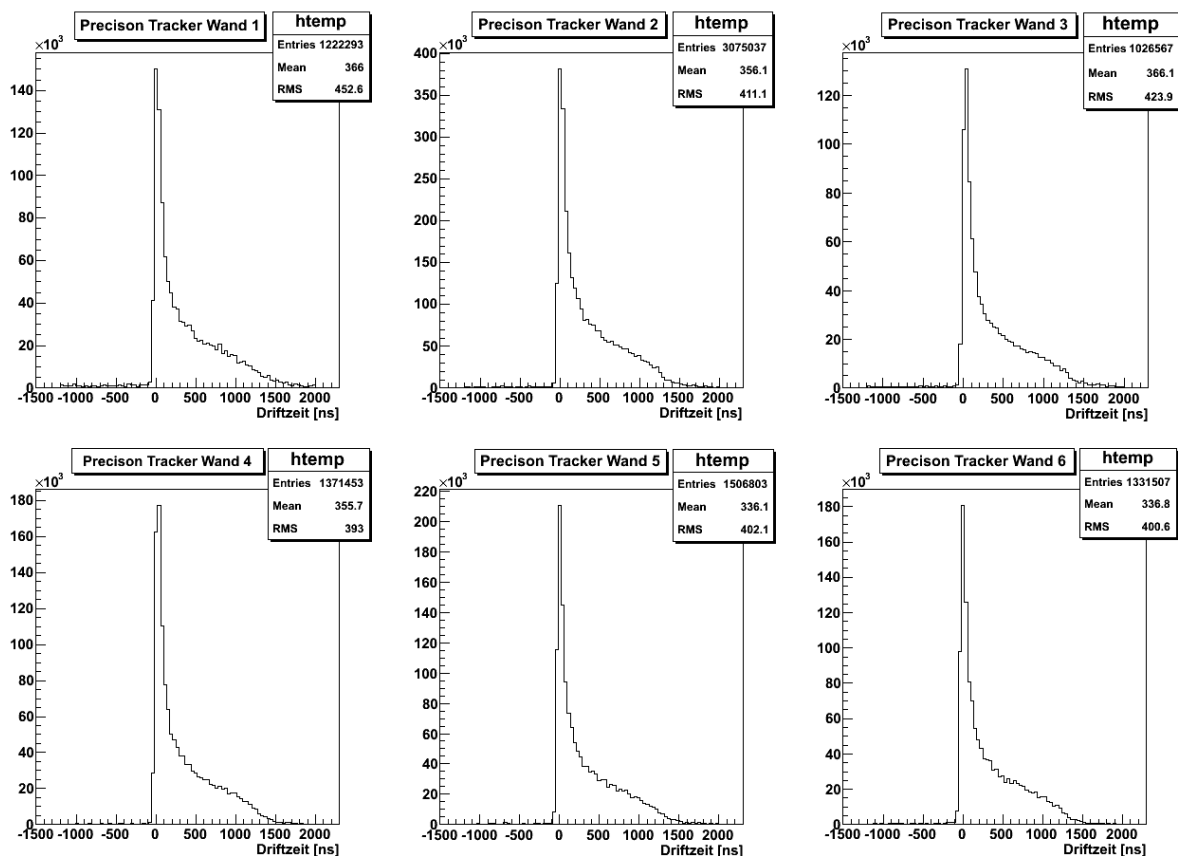 Precison Tracker Wand 1
htemp
Entries 1222293
Mean 366
RMS 452.6
×10³
140
120
100
80
60
40
20
0
-1500 -1000 -500 0 500 1000 1500 2000
Driftzeit [ns]
Precison Tracker Wand 2
htemp
Entries 3075037
Mean 356.1
RMS 411.1
×10³
400
350
300
250
200
150
100
50
0
-1500 -1000 -500 0 500 1000 1500 2000
Driftzeit [ns]
Precison Tracker Wand 3
htemp
Entries 1026567
Mean 366.1
RMS 423.9
×10³
120
100
80
60
40
20
0
-1500 -1000 -500 0 500 1000 1500 2000
Driftzeit [ns]
Precison Tracker Wand 4
htemp
Entries 1371453
Mean 355.7
RMS 393
×10³
180
160
140
120
100
80
60
40
20
0
-1500 -1000 -500 0 500 1000 1500 2000
Driftzeit [ns]
Precison Tracker Wand 5
htemp
Entries 1506803
Mean 336.1
RMS 402.1
×10³
220
200
180
160
140
120
100
80
60
40
20
0
-1500 -1000 -500 0 500 1000 1500 2000
Driftzeit [ns]
Precison Tracker Wand 6
htemp
Entries 1331507
Mean 336.8
RMS 400.6
×10³
180
160
140
120
100
80
60
40
20
0
-1500 -1000 -500 0 500 1000 1500 2000
Driftzeit [ns]